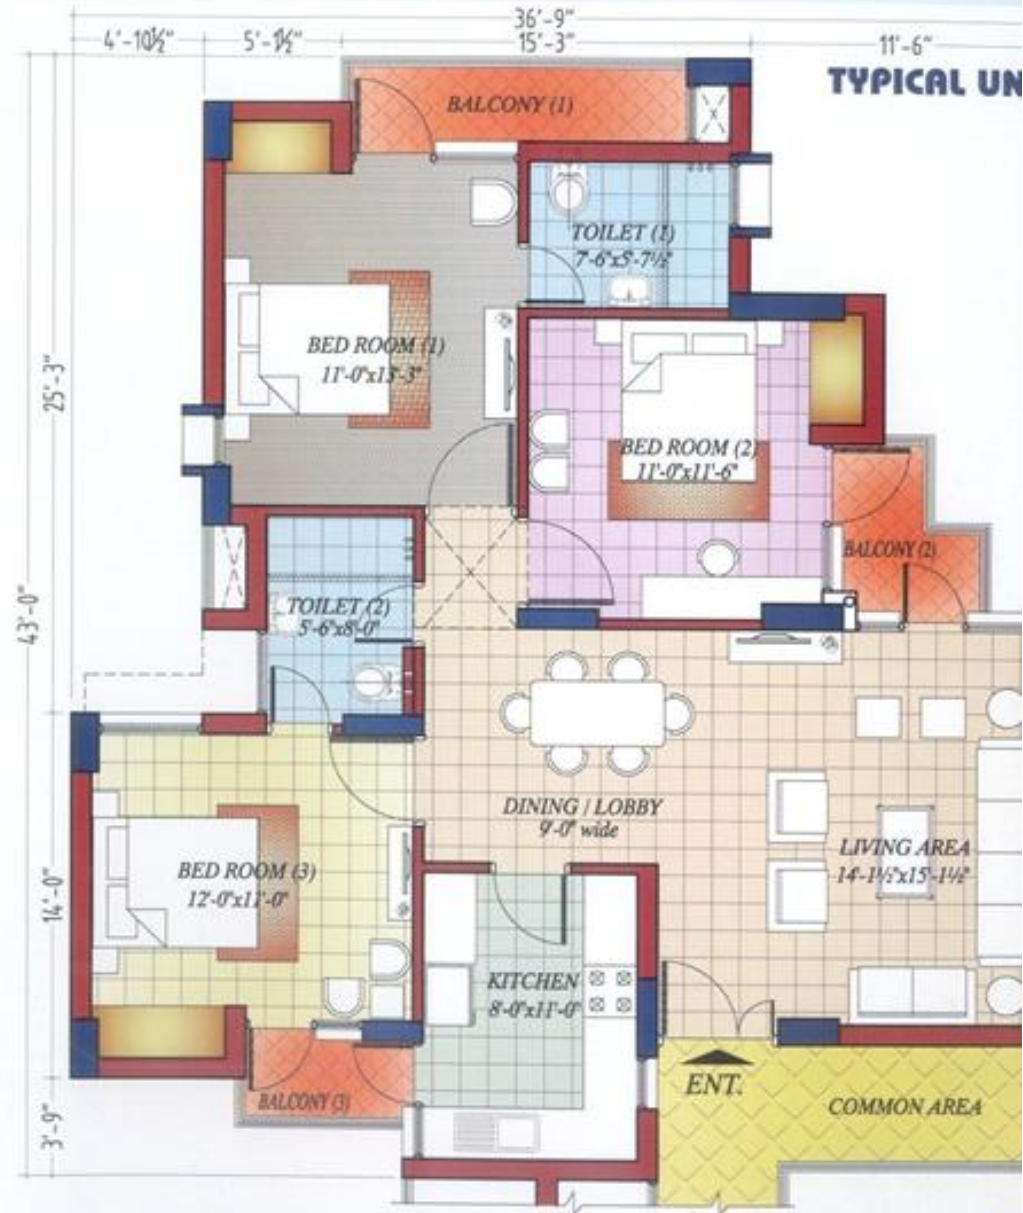 36'-9"
4'-10½" 5'-1½" 15'-3" 11'-6"
TYPICAL UN
BALCONY (1)
TOILET (1)
7'-6"x5'-7½"
BED ROOM (1)
11'-0"x13'-3"
25'-3"
BED ROOM (2)
11'-0"x11'-6"
BALCONY (2)
43'-0"
TOILET (2)
5'-6"x8'-0"
DINING / LOBBY
9'-0" wide
LIVING AREA
14'-1½"x15'-1½"
BED ROOM (3)
12'-0"x11'-0"
14'-0"
KITCHEN
8'-0"x11'-0"
ENT.
BALCONY (3)
COMMON AREA
3'-9"